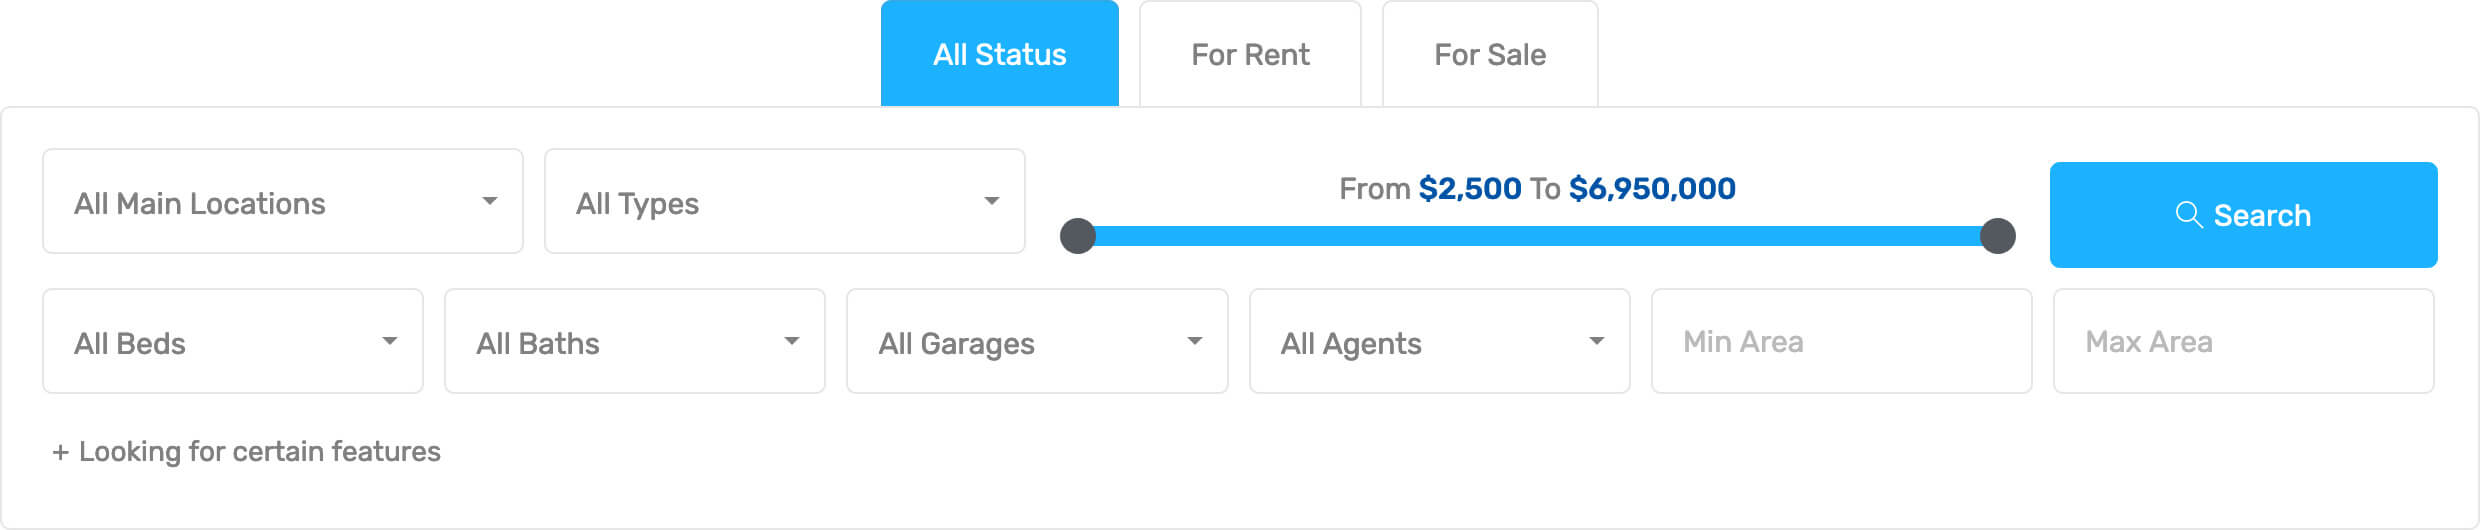 All Status For Rent For Sale
All Main Locations All Types From $2,500 To $6,950,000 Search
All Beds All Baths All Garages All Agents Min Area Max Area
+ Looking for certain features